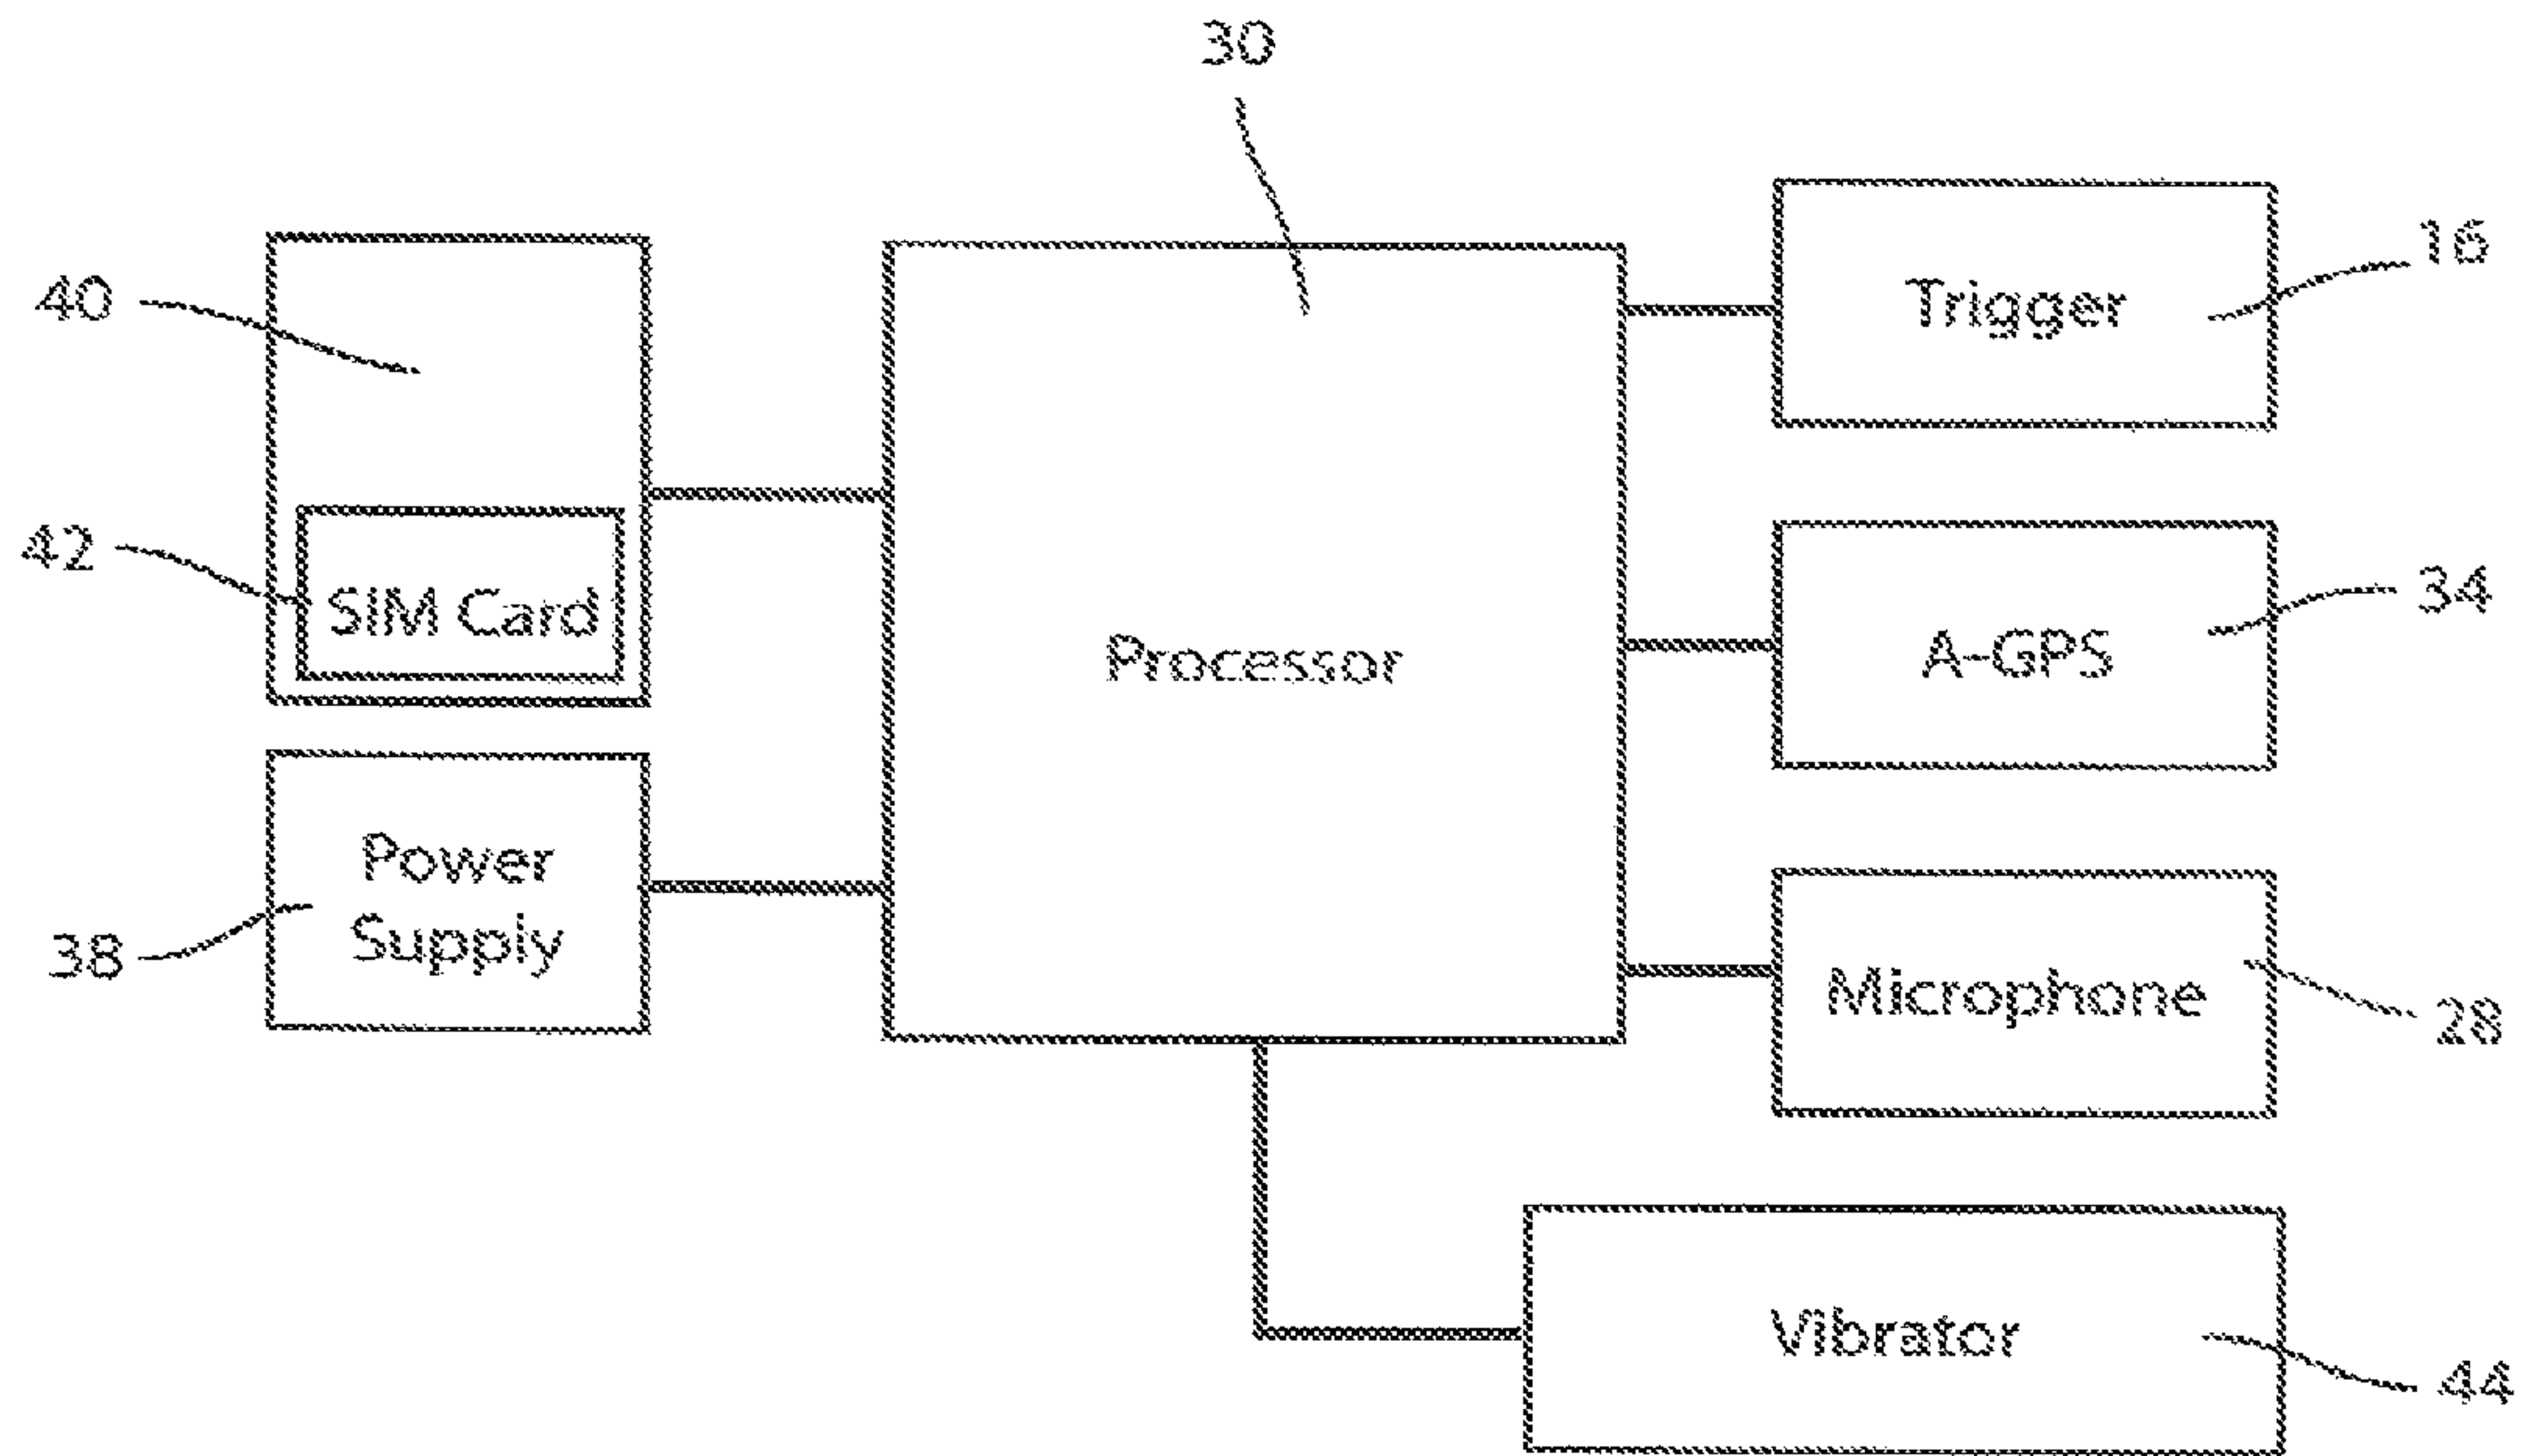 30
16
Trigger
40
42
SIM Card
34
A-GPS
Processor
Power
Supply
38
Microphone
28
Vibrator
44